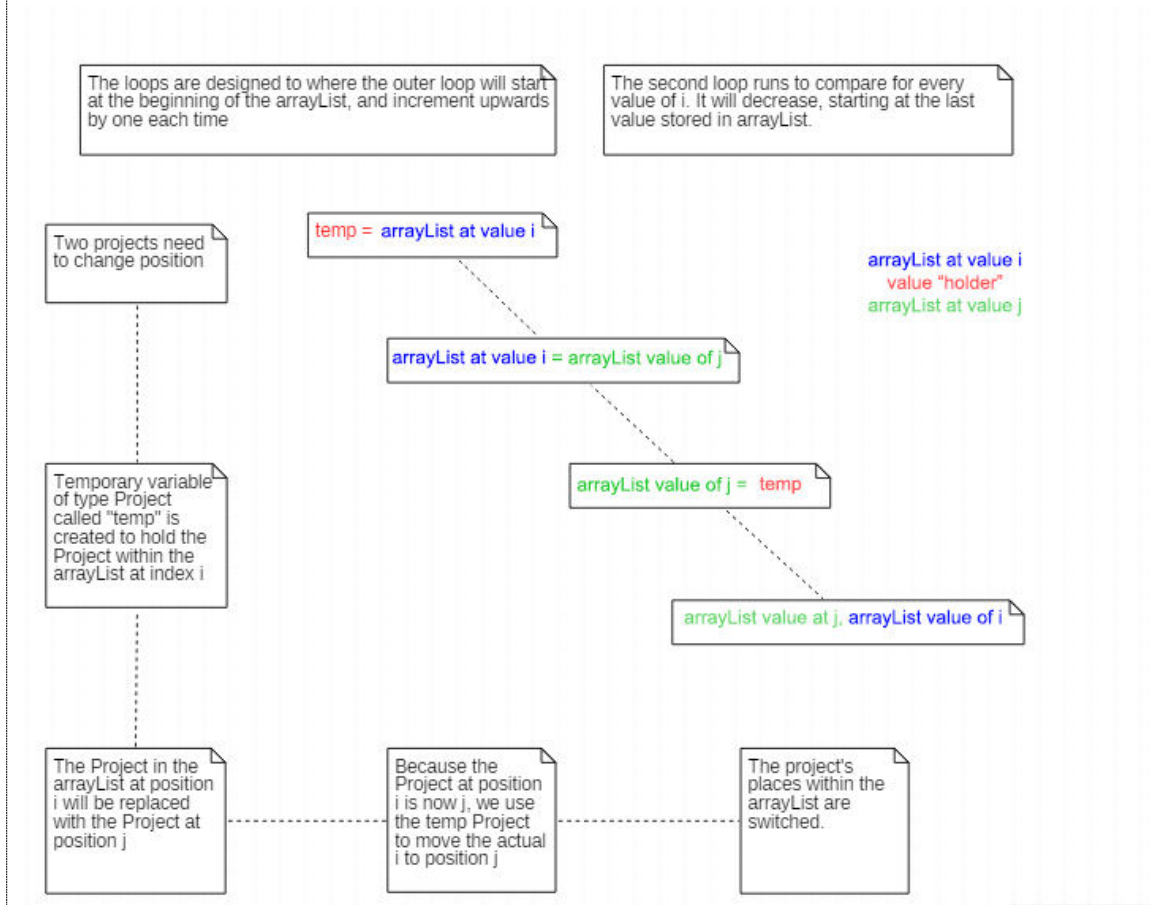 The loops are designed to where the outer loop will start
at the beginning of the arrayList, and increment upwards
by one each time
The second loop runs to compare for every
value of i. It will decrease, starting at the last
value stored in arrayList.
Two projects need
to change position
temp = arrayList at value i
arrayList at value i
value "holder"
arrayList at value j
arrayList at value i = arrayList value of j
Temporary variable
of type Project
called "temp" is
created to hold the
Project within the
arrayList at index i
arrayList value of j = temp
arrayList value at j, arrayList value of i
The Project in the
arrayList at position
i will be replaced
with the Project at
position j
Because the
Project at position
i is now j, we use
the temp Project
to move the actual
i to position j
The project's
places within the
arrayList are
switched.